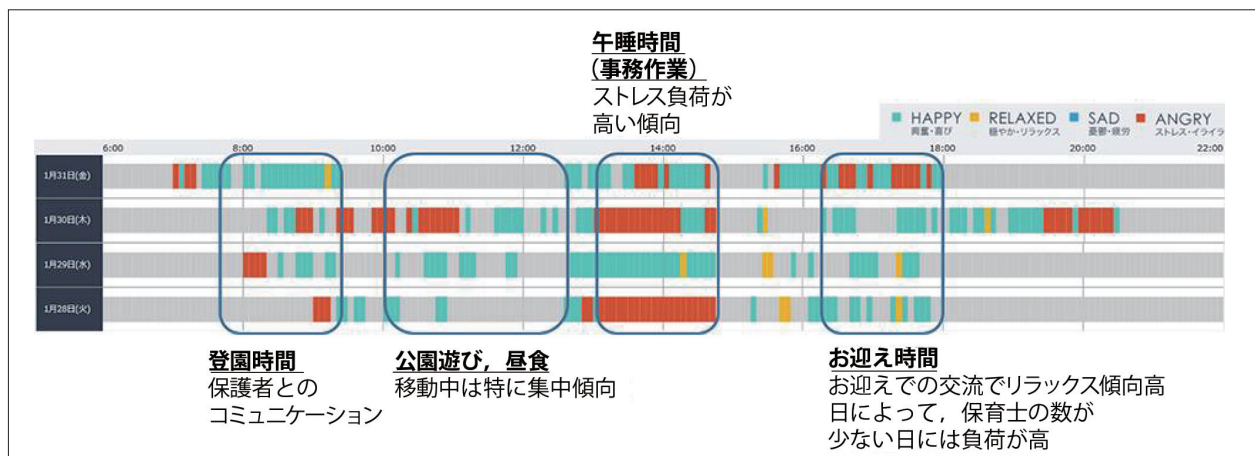 午睡時間
(事務作業)
ストレス負荷が
高い傾向
HAPPY RELAXED SAD ANGRY
興奮・喜び 穏やか・リラックス 憂鬱・疲労 ストレス・イライラ
6:00 8:00 10:00 12:00 14:00 16:00 18:00 20:00 22:00
1月31日(金)
1月30日(木)
1月29日(水)
1月28日(火)
登園時間
保護者との
コミュニケーション
公園遊び，昼食
移動中は特に集中傾向
お迎え時間
お迎えでの交流でリラックス傾向高
日によって，保育士の数が
少ない日には負荷が高